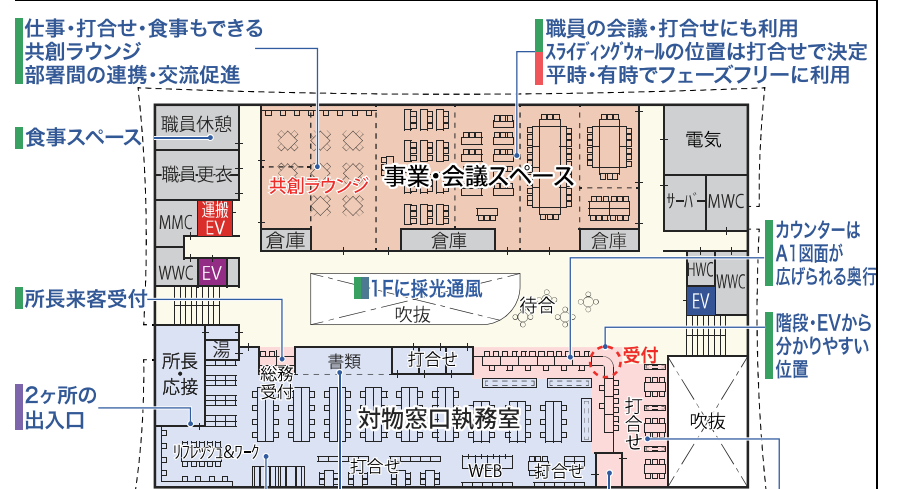 仕事・打合せ・食事もできる
共創ラウンジ
部署間の連携・交流促進
職員の会議・打合せにも利用
スライディングウォールの位置は打合せで決定
平時・有時でフェーズフリーに利用
食事スペース
職員休憩
職員更衣
MMC
運搬
EV
WWC
EV
共創ラウンジ
事業・会議スペース
倉庫
倉庫
倉庫
電気
サーバー
MWC
HWC
WWC
EV
カウンターは
A1図面が
広げられる奥行
1Fに採光通風
吹抜
待合
所長来客受付
階段・EVから
分かりやすい
位置
受付
所長
応接
湯
総務
受付
書類
打合せ
対物窓口執務室
打合せ
吹抜
2ヶ所の
出入口
リフレッシュ&ワーク
打合せ
WEB
打合せ